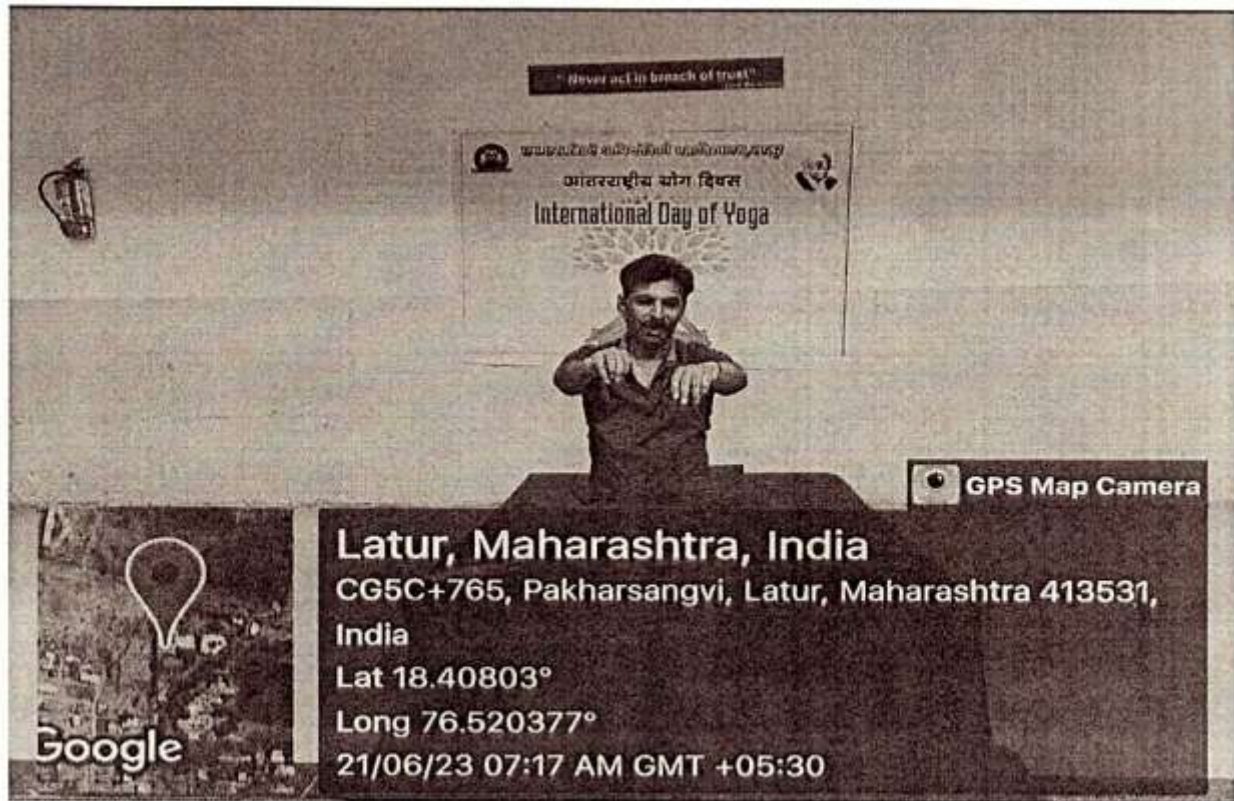 " Never act in breach of trust"
आंतरराष्ट्रीय योग दिवस
International Day of Yoga
GPS Map Camera
Latur, Maharashtra, India
CG5C+765, Pakharsangvi, Latur, Maharashtra 413531,
India
Lat 18.40803°
Long 76.520377°
21/06/23 07:17 AM GMT +05:30
Google